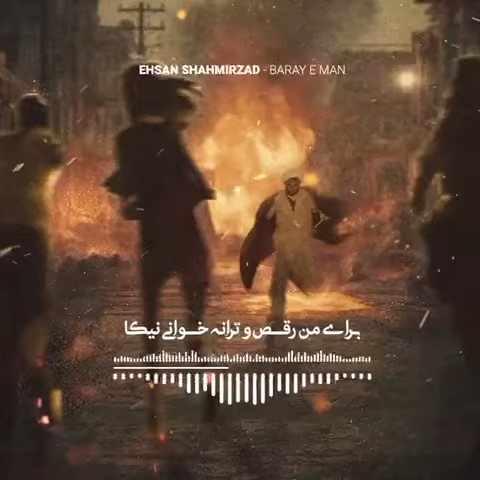 EHSAN SHAHMIRZAD - BARAY E MAN
برای من رقص و ترانه خوانی نیکا